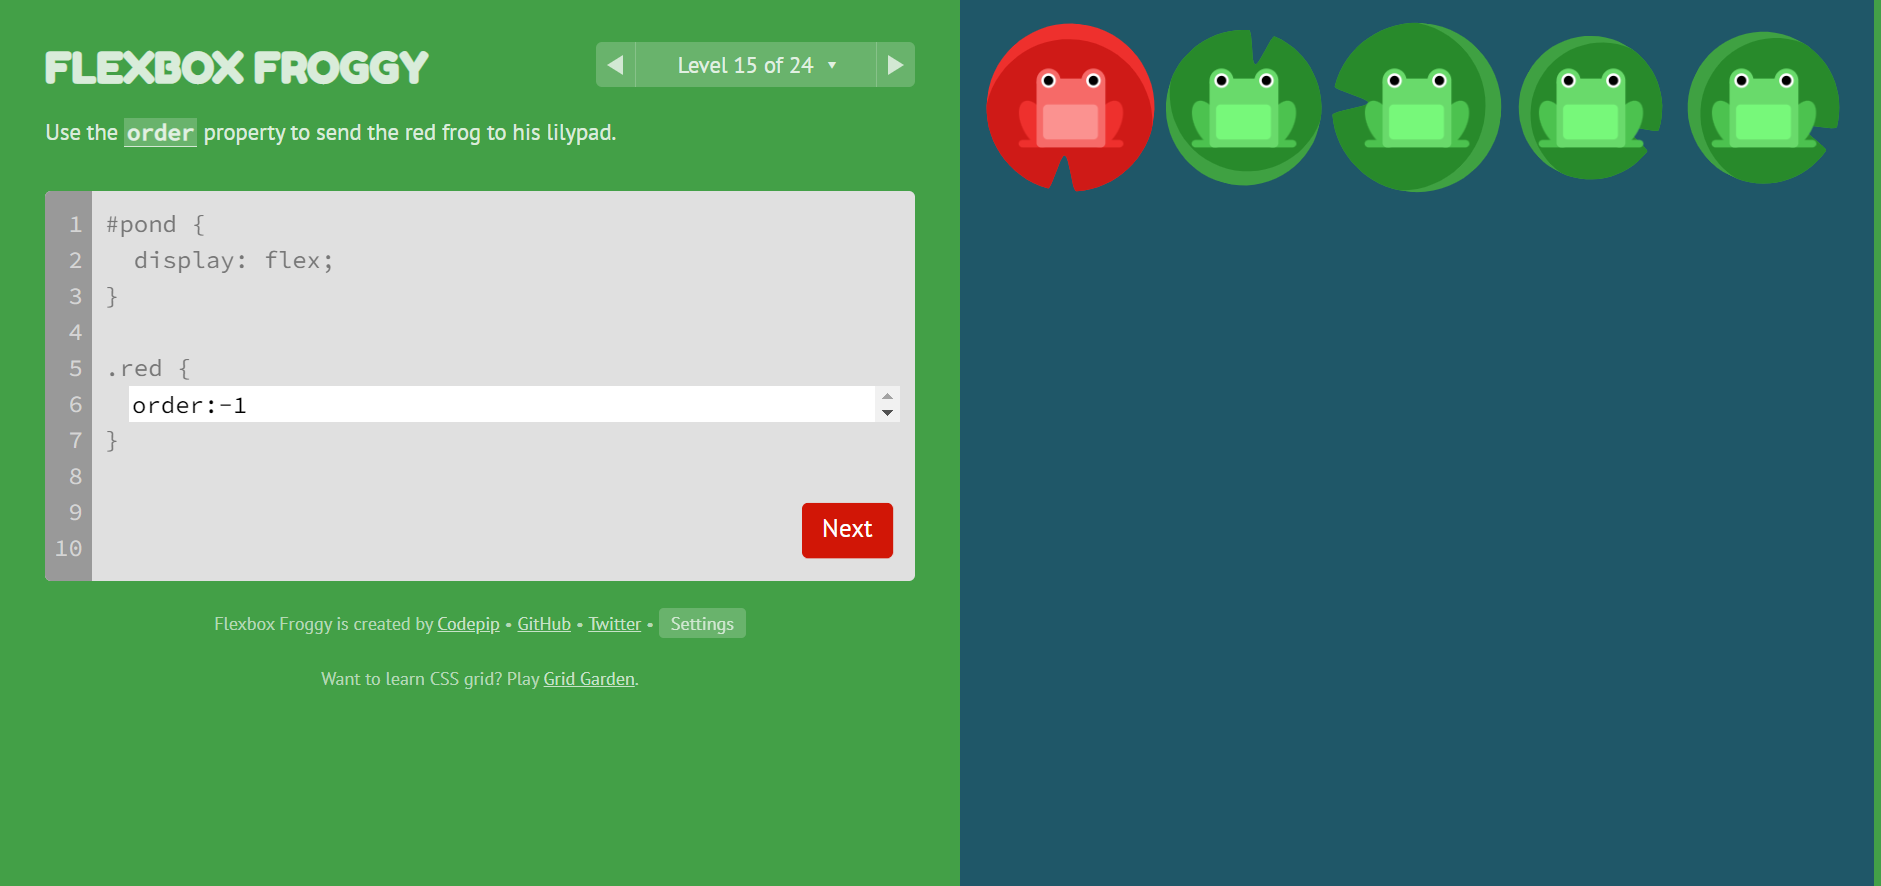 FLEXBOX FROGGY
Level 15 of 24
Use the order property to send the red frog to his lilypad.
1 #pond {
2 display: flex;
3 }
4
5 .red {
6 order:-1
7 }
8
9
10
Next
Flexbox Froggy is created by Codepip • GitHub • Twitter • Settings
Want to learn CSS grid? Play Grid Garden.